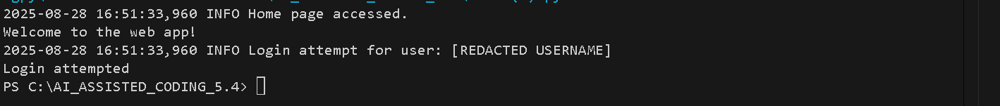 2025-08-28 16:51:33,960 INFO Home page accessed.
Welcome to the web app!
2025-08-28 16:51:33,960 INFO Login attempt for user: [REDACTED USERNAME]
Login attempted
PS C:\AI_ASSISTED_CODING_5.4>